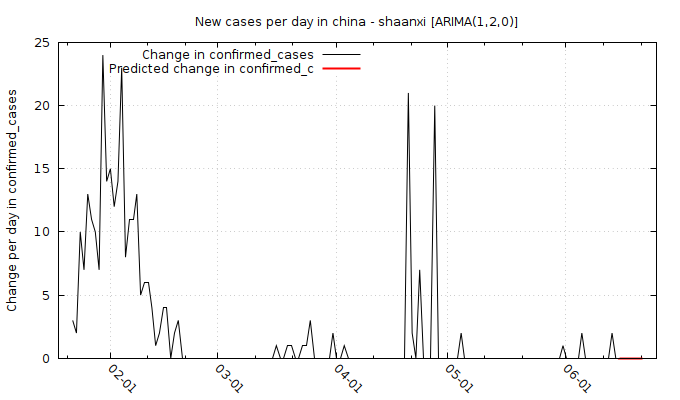 New cases per day in china - shaanxi [ARIMA(1,2,0)]
Change in confirmed_cases
Predicted change in confirmed_c
Change per day in confirmed_cases
25
20
15
10
5
0
02-01
03-01
04-01
05-01
06-01